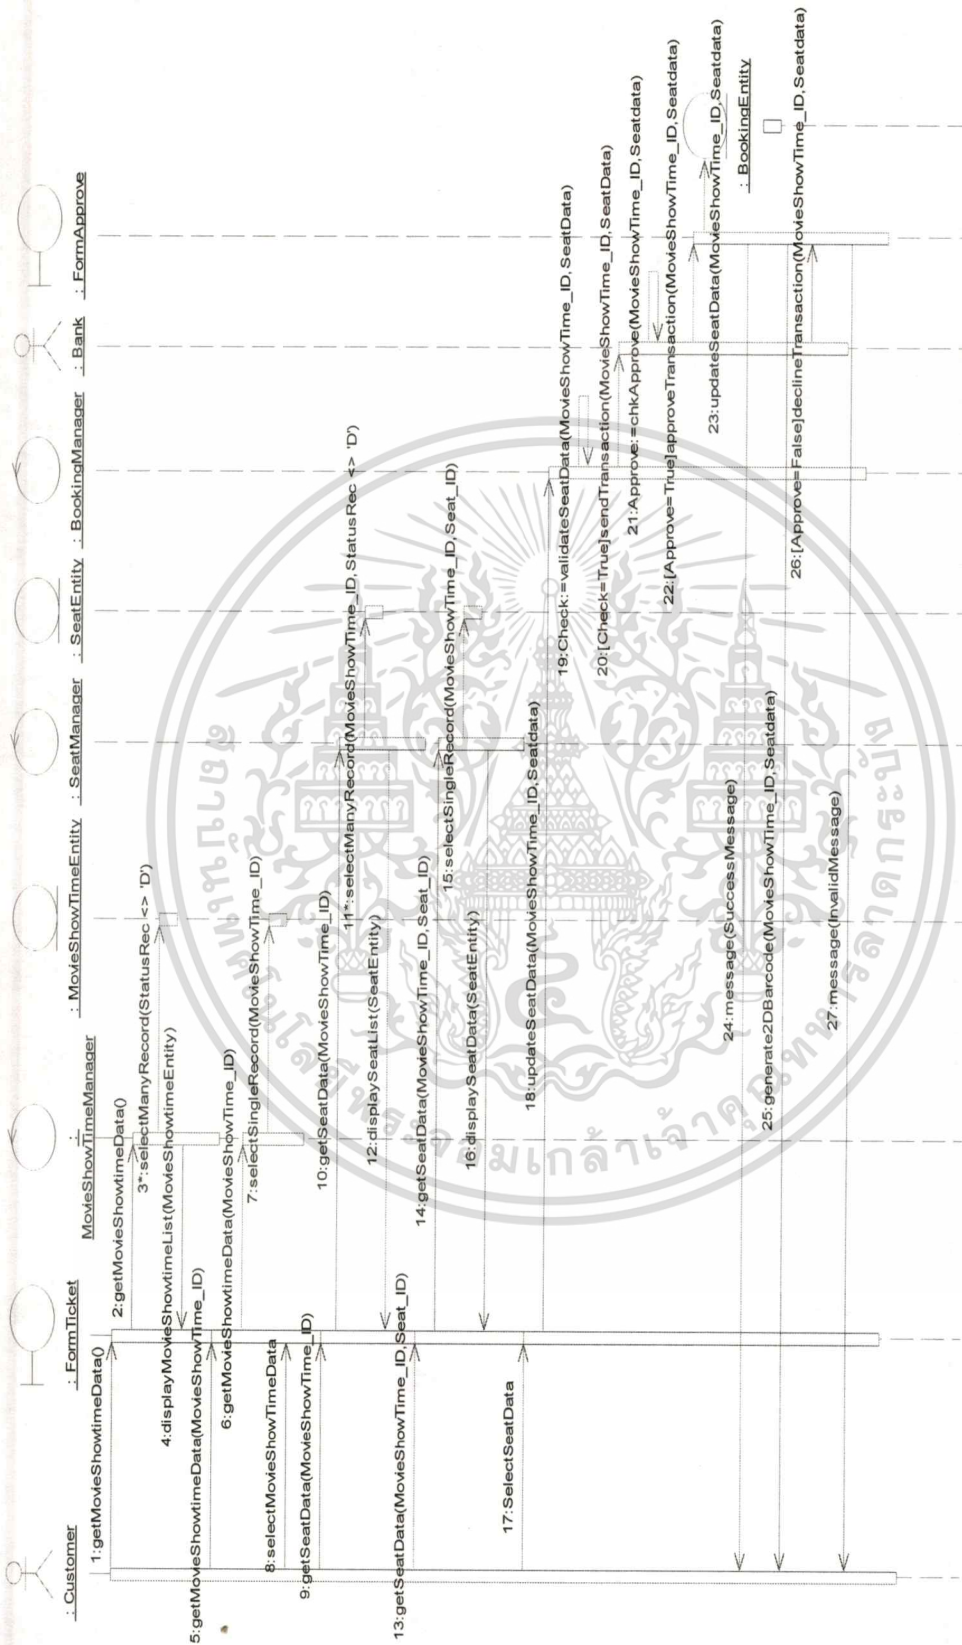 : Customer
: FormTicket
:
MovieShowTimeManager
: MovieShowTimeEntity
: SeatManager
: SeatEntity
: BookingManager
: Bank
: FormApprove
1:getMovieShowtimeData()
2:getMovieShowtimeData()
3*:selectManyRecord(StatusRec <> 'D')
4:displayMovieShowtimeList(MovieShowtimeEntity)
5:getMovieShowtimeData(MovieShowTime_ID)
6:getMovieShowtimeData(MovieShowTime_ID)
7:selectSingleRecord(MovieShowTime_ID)
8:selectMovieShowTimeData
9:getSeatData(MovieShowTime_ID)
10:getSeatData(MovieShowTime_ID)
11*:selectManyRecord(MovieShowTime_ID,StatusRec <> 'D')
12:displaySeatList(SeatEntity)
13:getSeatData(MovieShowTime_ID,Seat_ID)
14:getSeatData(MovieShowTime_ID,Seat_ID)
15:selectSingleRecord(MovieShowTime_ID,Seat_ID)
16:displaySeatData(SeatEntity)
17:SelectSeatData
18:updateSeatData(MovieShowTime_ID,Seatdata)
19:Check:=validateSeatData(MovieShowTime_ID,SeatData)
20:[Check=True]sendTransaction(MovieShowTime_ID,SeatData)
21:Approve:=chkApprove(MovieShowTime_ID,Seatdata)
22:[Approve=True]approveTransaction(MovieShowTime_ID,Seatdata)
23:updateSeatData(MovieShowTime_ID,Seatdata)
: BookingEntity
24:message(SuccessMessage)
25:generate2DBarcode(MovieShowTime_ID,Seatdata)
26:[Approve=False]declineTransaction(MovieShowTime_ID,Seatdata)
27:message(InvalidMessage)